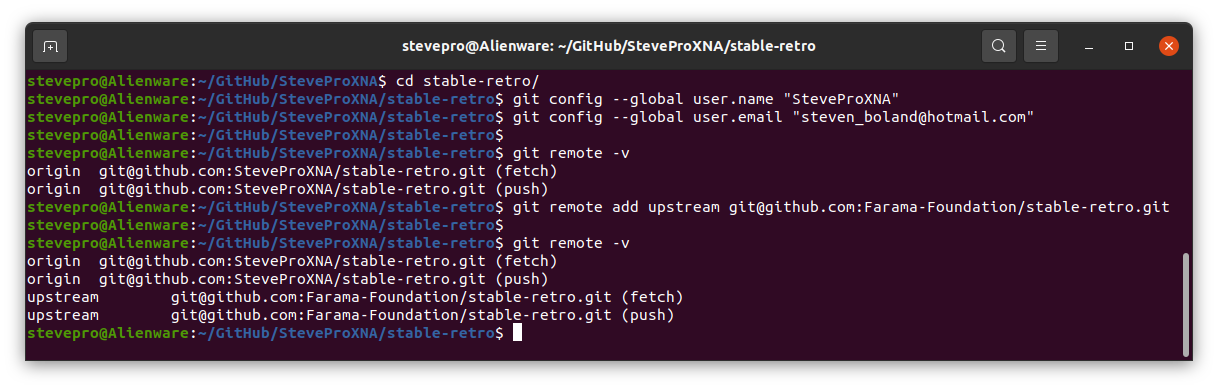 stevepro@Alienware: ~/GitHub/SteveProXNA/stable-retro
stevepro@Alienware:~/GitHub/SteveProXNA$ cd stable-retro/
stevepro@Alienware:~/GitHub/SteveProXNA/stable-retro$ git config --global user.name "SteveProXNA"
stevepro@Alienware:~/GitHub/SteveProXNA/stable-retro$ git config --global user.email "steven_boland@hotmail.com"
stevepro@Alienware:~/GitHub/SteveProXNA/stable-retro$
stevepro@Alienware:~/GitHub/SteveProXNA/stable-retro$ git remote -v
origin  git@github.com:SteveProXNA/stable-retro.git (fetch)
origin  git@github.com:SteveProXNA/stable-retro.git (push)
stevepro@Alienware:~/GitHub/SteveProXNA/stable-retro$ git remote add upstream git@github.com:Farama-Foundation/stable-retro.git
stevepro@Alienware:~/GitHub/SteveProXNA/stable-retro$
stevepro@Alienware:~/GitHub/SteveProXNA/stable-retro$ git remote -v
origin  git@github.com:SteveProXNA/stable-retro.git (fetch)
origin  git@github.com:SteveProXNA/stable-retro.git (push)
upstream        git@github.com:Farama-Foundation/stable-retro.git (fetch)
upstream        git@github.com:Farama-Foundation/stable-retro.git (push)
stevepro@Alienware:~/GitHub/SteveProXNA/stable-retro$